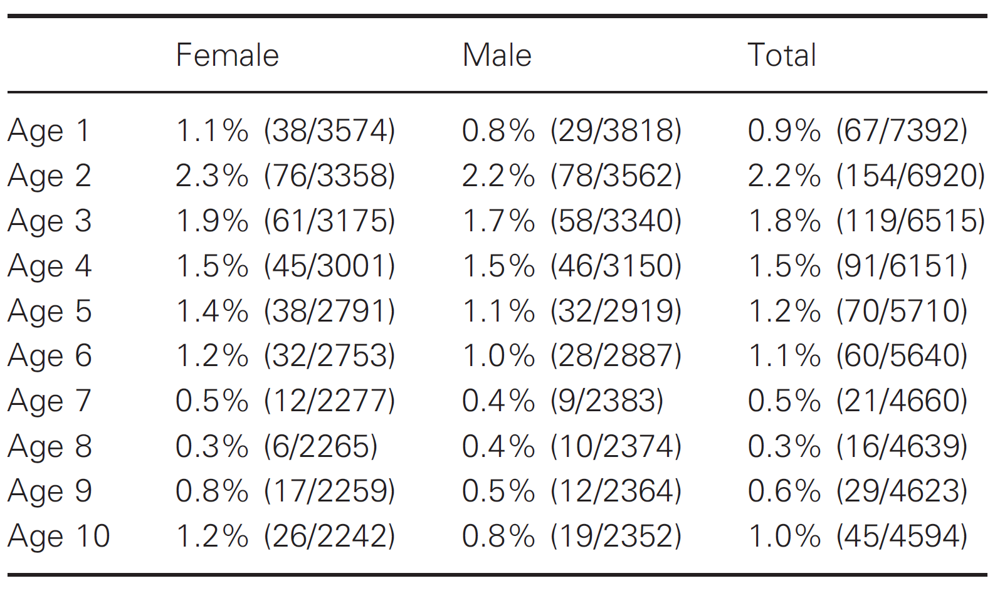 Female Male Total
Age 1 1.1% (38/3574) 0.8% (29/3818) 0.9% (67/7392)
Age 2 2.3% (76/3358) 2.2% (78/3562) 2.2% (154/6920)
Age 3 1.9% (61/3175) 1.7% (58/3340) 1.8% (119/6515)
Age 4 1.5% (45/3001) 1.5% (46/3150) 1.5% (91/6151)
Age 5 1.4% (38/2791) 1.1% (32/2919) 1.2% (70/5710)
Age 6 1.2% (32/2753) 1.0% (28/2887) 1.1% (60/5640)
Age 7 0.5% (12/2277) 0.4% (9/2383) 0.5% (21/4660)
Age 8 0.3% (6/2265) 0.4% (10/2374) 0.3% (16/4639)
Age 9 0.8% (17/2259) 0.5% (12/2364) 0.6% (29/4623)
Age 10 1.2% (26/2242) 0.8% (19/2352) 1.0% (45/4594)